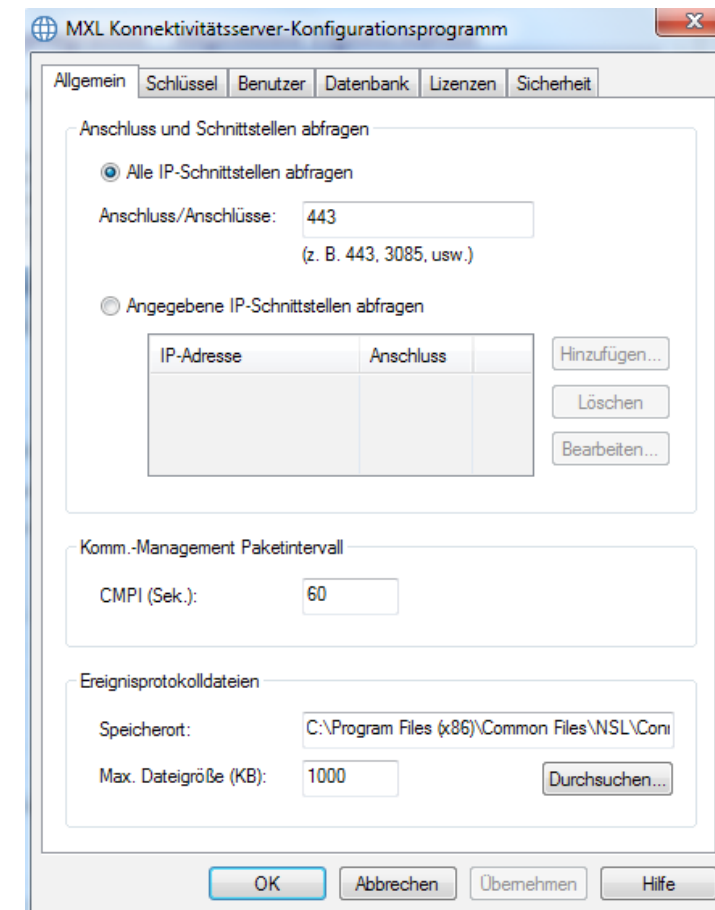 MXL Konnektivitätsserver-Konfigurationsprogramm
Allgemein Schlüssel Benutzer Datenbank Lizenzen Sicherheit
Anschluss und Schnittstellen abfragen
Alle IP-Schnittstellen abfragen
Anschluss/Anschlüsse: 443
(z. B. 443, 3085, usw.)
Angegebene IP-Schnittstellen abfragen
IP-Adresse Anschluss
Hinzufügen...
Löschen
Bearbeiten...
Komm.-Management Paketintervall
CMPI (Sek.): 60
Ereignisprotokolldateien
Speicherort: C:\Program Files (x86)\Common Files\NSL\Con
Max. Dateigröße (KB): 1000 Durchsuchen...
OK Abbrechen Übernehmen Hilfe